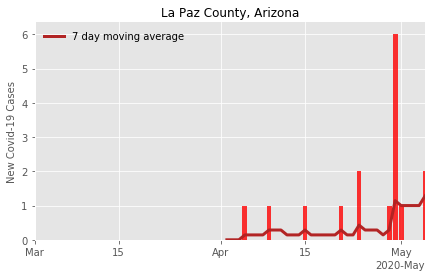 La Paz County, Arizona
7 day moving average
New Covid-19 Cases
6
5
4
3
2
1
0
Mar 15 Apr 15 May
2020-May